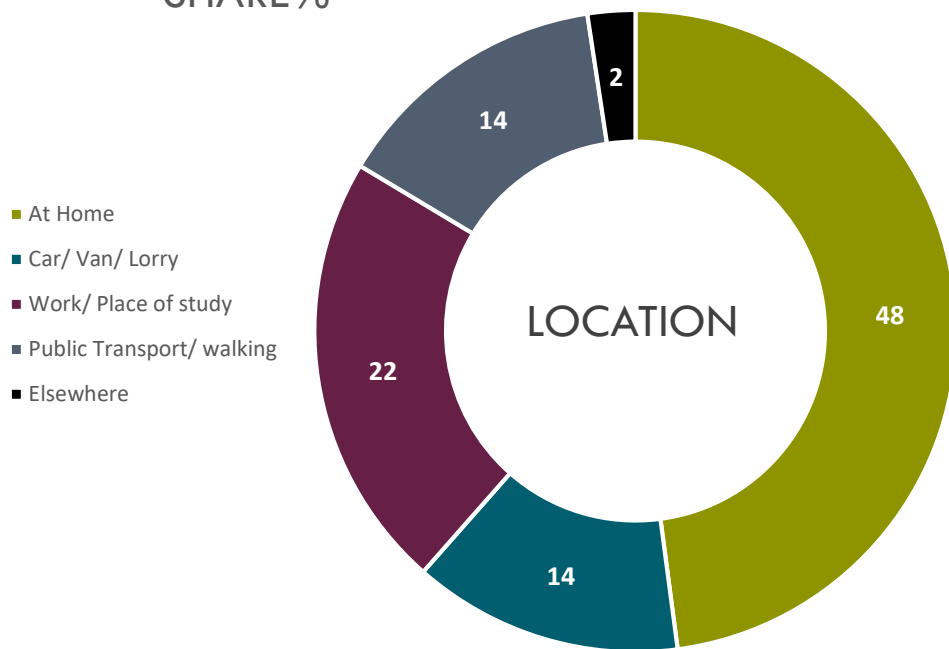 SHARE%
At Home
Car/ Van/ Lorry
Work/ Place of study
Public Transport/ walking
Elsewhere
2
14
48
LOCATION
22
14